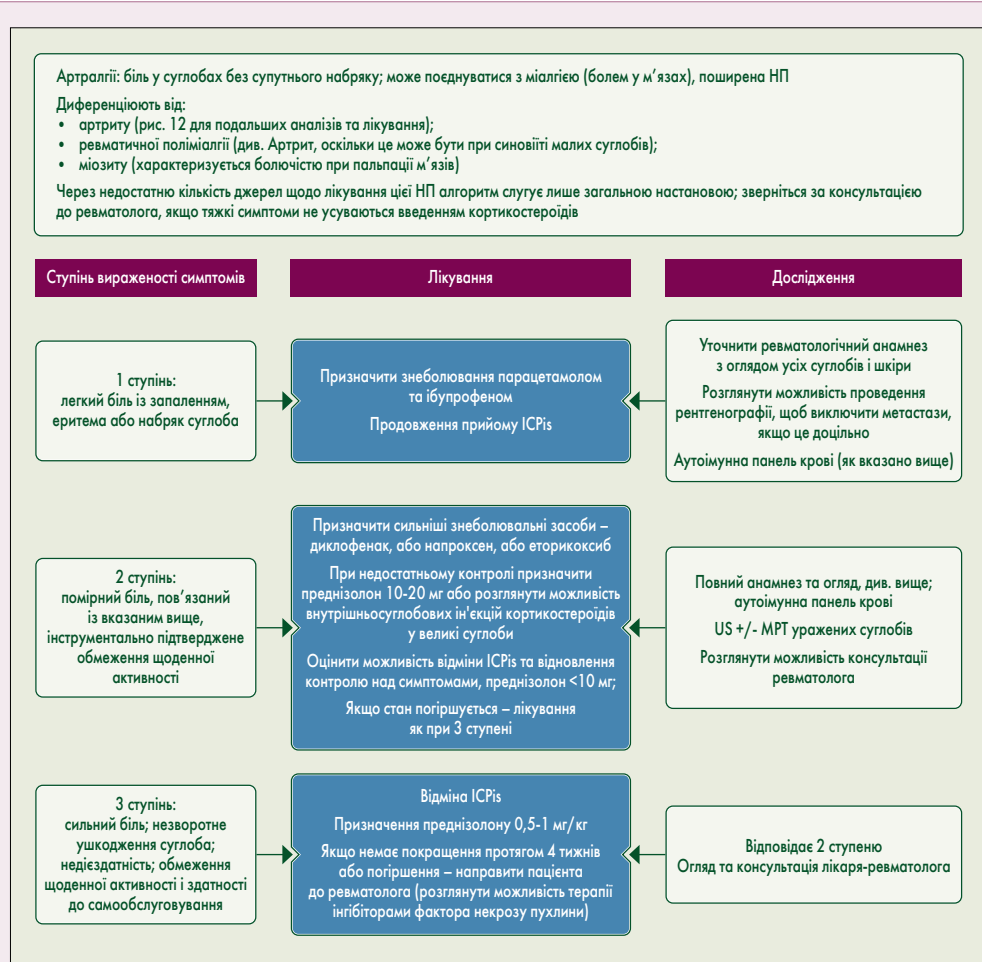 Артралгії: біль у суглобах без супутнього набряку; може поєднуватися з міалгією (болем у м’язах), поширена НП
Диференціюють від:
• артриту (рис. 12 для подальших аналізів та лікування);
• ревматичної поліміалгії (див. Артрит, оскільки це може бути при синовіїті малих суглобів);
• міозиту (характеризується болючістю при пальпації м’язів)
Через недостатню кількість джерел щодо лікування цієї НП алгоритм слугує лише загальною настановою; зверніться за консультацією
до ревматолога, якщо тяжкі симптоми не усуваються введенням кортикостероїдів
Ступінь вираженості симптомів
Лікування
Дослідження
1 ступінь:
легкий біль із запаленням,
еритема або набряк суглоба
Призначити знеболювання парацетамолом
та ібупрофеном
Продовження прийому ICPis
Уточнити ревматологічний анамнез
з оглядом усіх суглобів і шкіри
Розглянути можливість проведення
рентгенографії, щоб виключити метастази,
якщо це доцільно
Аутоімунна панель крові (як вказано вище)
2 ступінь:
помірний біль, пов’язаний
із вказаним вище,
інструментально підтверджене
обмеження щоденної
активності
Призначити сильніші знеболювальні засоби –
диклофенак, або напроксен, або еторикоксиб
При недостатньому контролі призначити
преднізолон 10-20 мг або розглянути можливість
внутрішньосуглобових ін'єкцій кортикостероїдів
у великі суглоби
Оцінити можливість відміни ICPis та відновлення
контролю над симптомами, преднізолон <10 мг;
Якщо стан погіршується – лікування
як при 3 ступені
Повний анамнез та огляд, див. вище;
аутоімунна панель крові
US +/- МРТ уражених суглобів
Розглянути можливість консультації
ревматолога
3 ступінь:
сильний біль; незворотне
ушкодження суглоба;
недієздатність; обмеження
щоденної активності і здатності
до самообслуговування
Відміна ICPis
Призначення преднізолону 0,5-1 мг/кг
Якщо немає покращення протягом 4 тижнів
або погіршення – направити пацієнта
до ревматолога (розглянути можливість терапії
інгібіторами фактора некрозу пухлини)
Відповідає 2 ступеню
Огляд та консультація лікаря-ревматолога